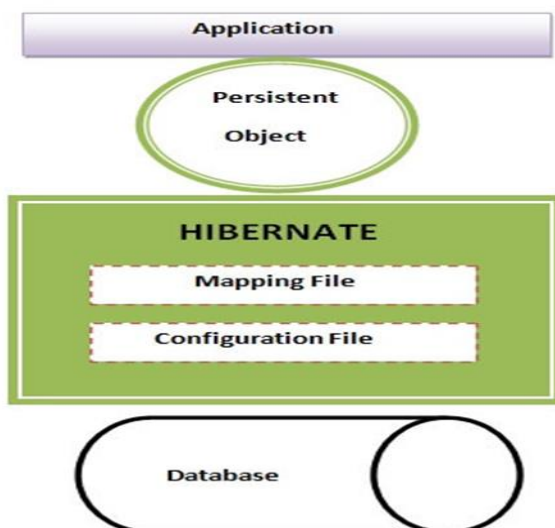 Application
Persistent
Object
HIBERNATE
Mapping File
Configuration File
Database